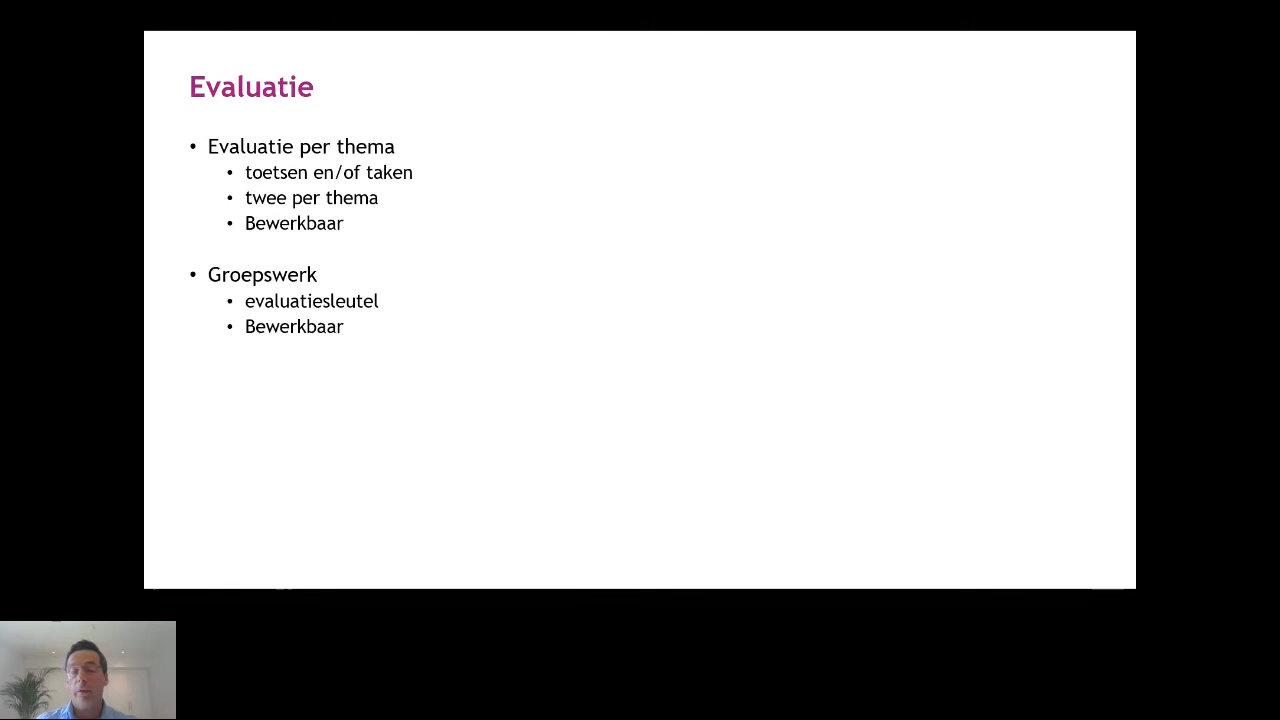 Evaluatie
• Evaluatie per thema
• toetsen en/of taken
• twee per thema
• Bewerkbaar
• Groepswerk
• evaluatiesleutel
• Bewerkbaar